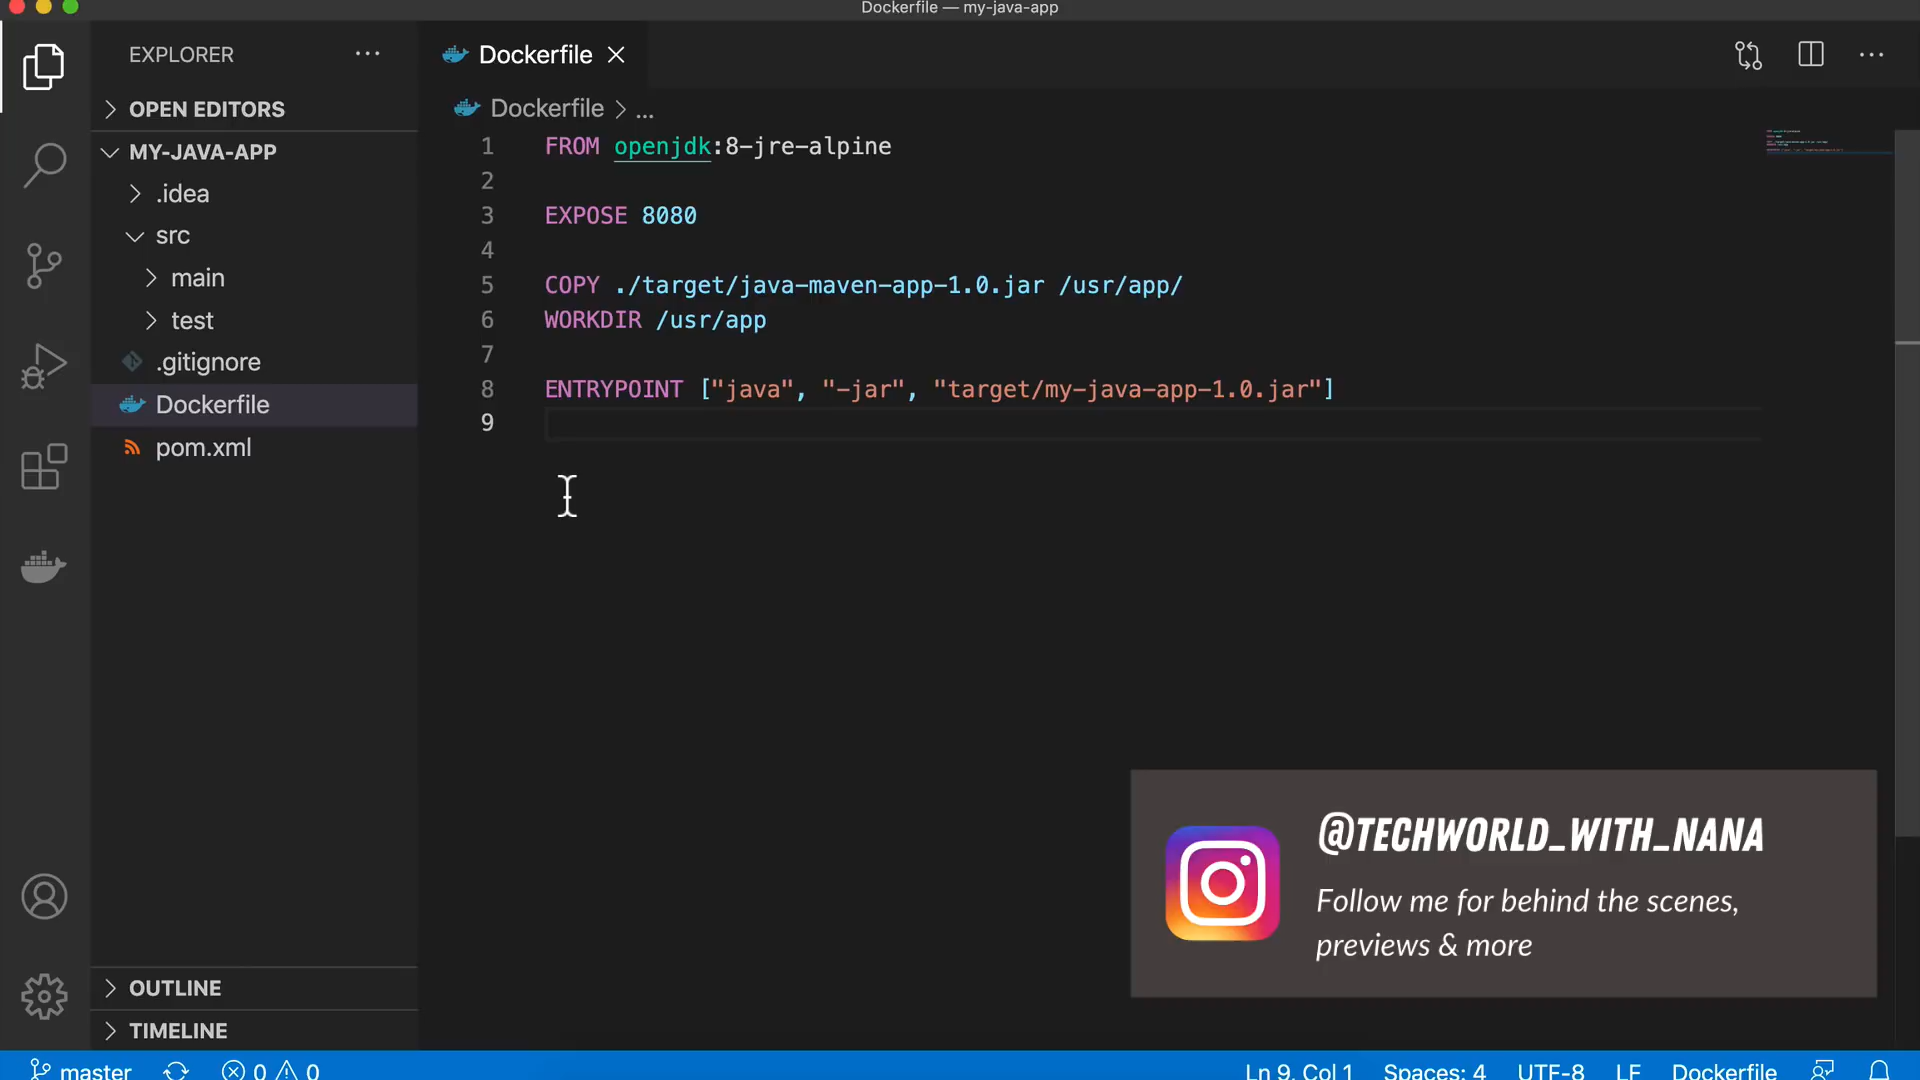 Dockerfile — my-java-app
EXPLORER
OPEN EDITORS
MY-JAVA-APP
.idea
src
main
test
.gitignore
Dockerfile
pom.xml
OUTLINE
TIMELINE
Dockerfile
Dockerfile > ...
1 FROM openjdk:8-jre-alpine
2
3 EXPOSE 8080
4
5 COPY ./target/java-maven-app-1.0.jar /usr/app/
6 WORKDIR /usr/app
7
8 ENTRYPOINT ["java", "-jar", "target/my-java-app-1.0.jar"]
9
@TECHWORLD_WITH_NANA
Follow me for behind the scenes,
previews & more
master 0 0 Ln 9, Col 1 Spaces: 4 UTF-8 LF Dockerfile